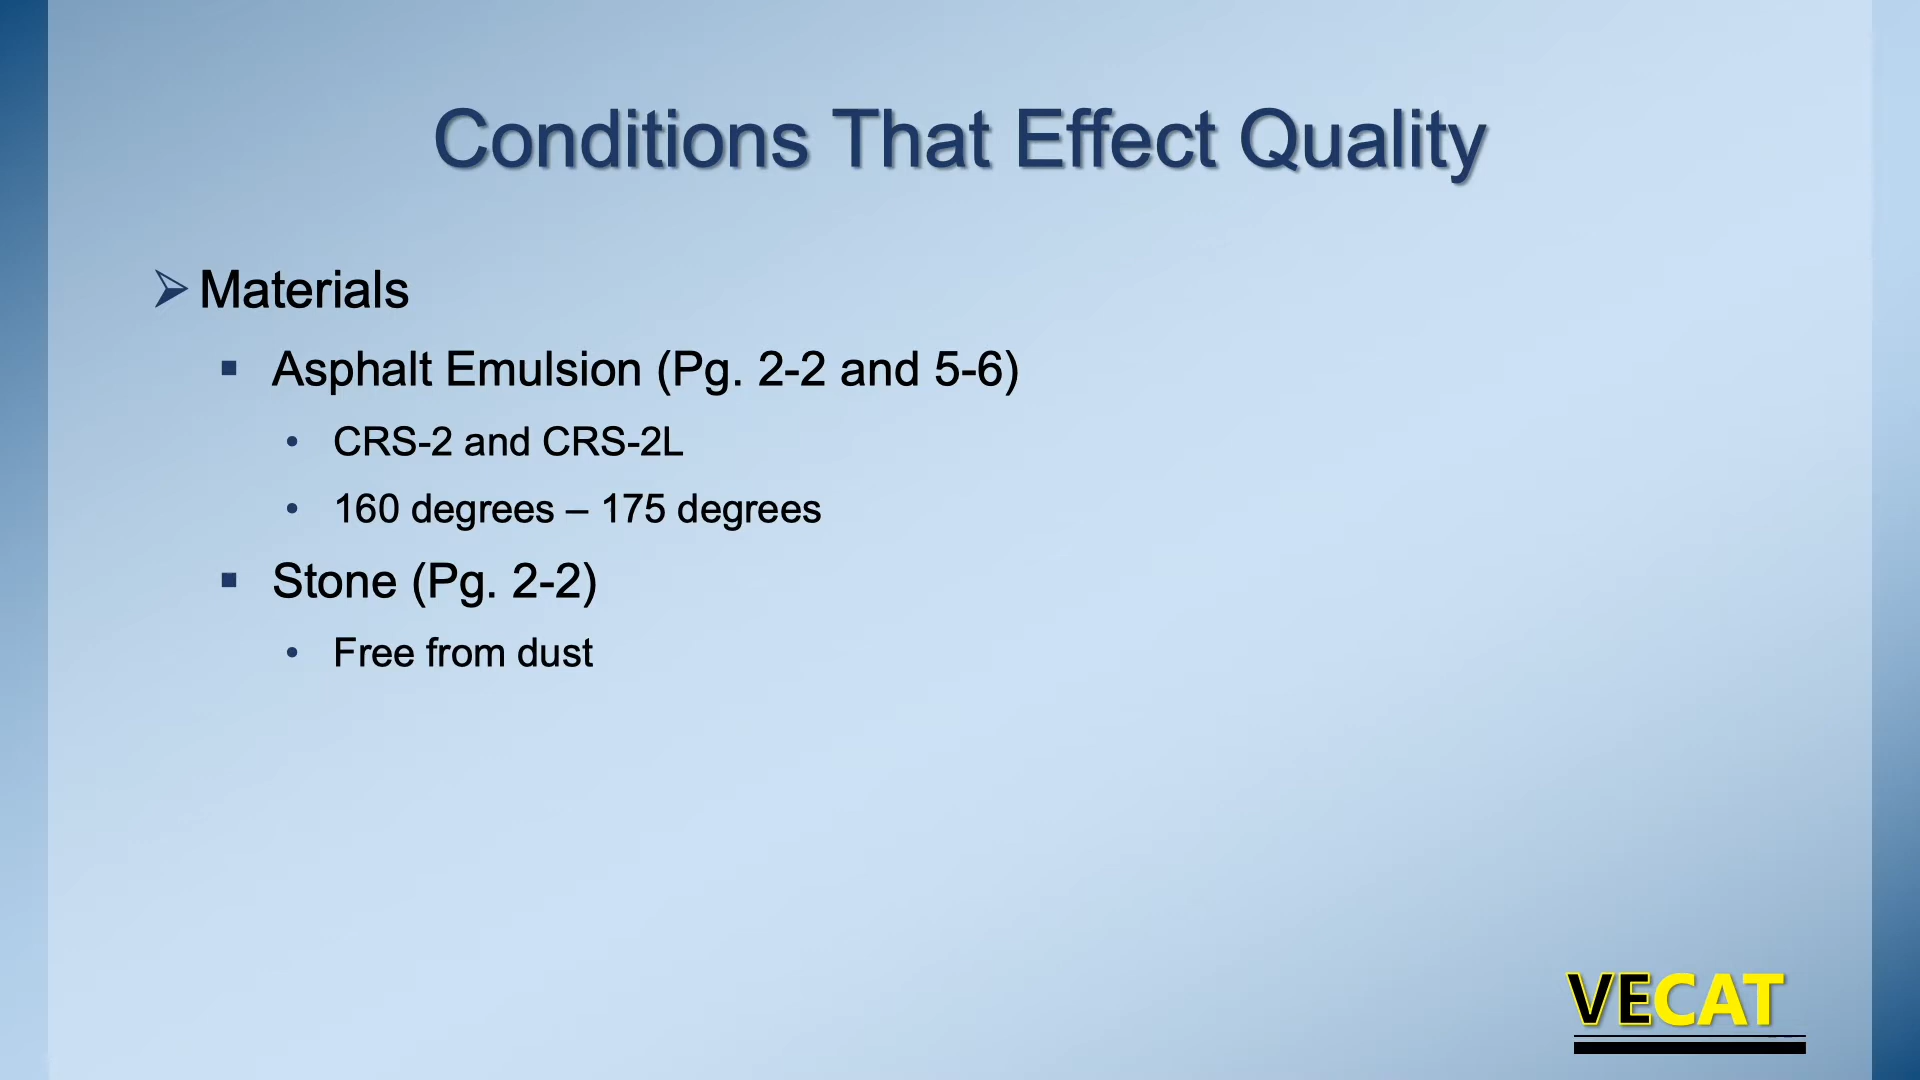 Conditions That Effect Quality
Materials
Asphalt Emulsion (Pg. 2-2 and 5-6)
CRS-2 and CRS-2L
160 degrees – 175 degrees
Stone (Pg. 2-2)
Free from dust
VECAT